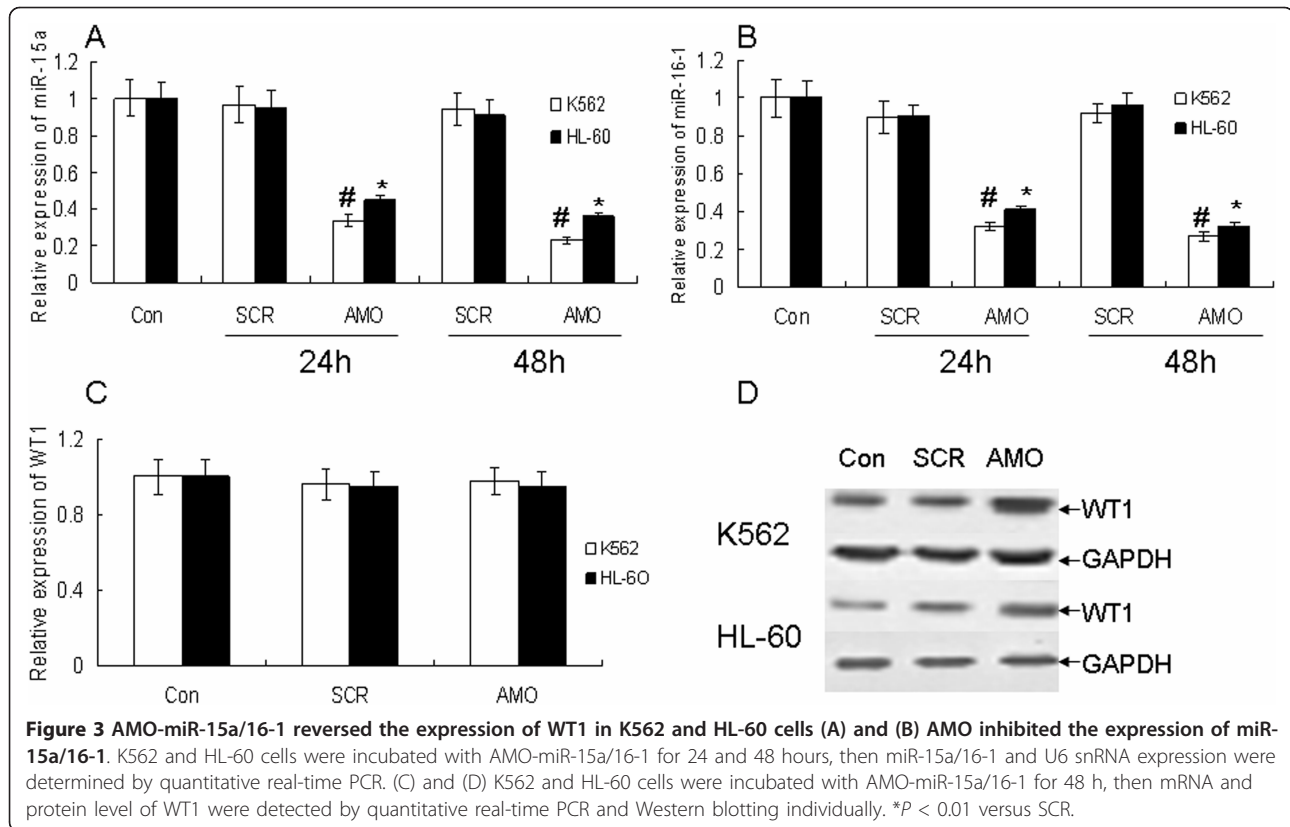 A
Relative expression of miR-15a
1.2
1
0.8
0.6
0.4
0.2
0
K562
HL-60
# *
# *
Con SCR AMO SCR AMO
24h 48h
B
Relative expression of miR-16-1
1.2
1
0.8
0.6
0.4
0.2
0
K562
HL-60
# *
# *
Con SCR AMO SCR AMO
24h 48h
C
Relative expression of WT1
1.2
0.8
0.4
0
K562
HL-6O
Con SCR AMO
D
Con SCR AMO
K562
WT1
GAPDH
HL-60
WT1
GAPDH
Figure 3 AMO-miR-15a/16-1 reversed the expression of WT1 in K562 and HL-60 cells (A) and (B) AMO inhibited the expression of miR-
15a/16-1. K562 and HL-60 cells were incubated with AMO-miR-15a/16-1 for 24 and 48 hours, then miR-15a/16-1 and U6 snRNA expression were
determined by quantitative real-time PCR. (C) and (D) K562 and HL-60 cells were incubated with AMO-miR-15a/16-1 for 48 h, then mRNA and
protein level of WT1 were detected by quantitative real-time PCR and Western blotting individually. *P < 0.01 versus SCR.